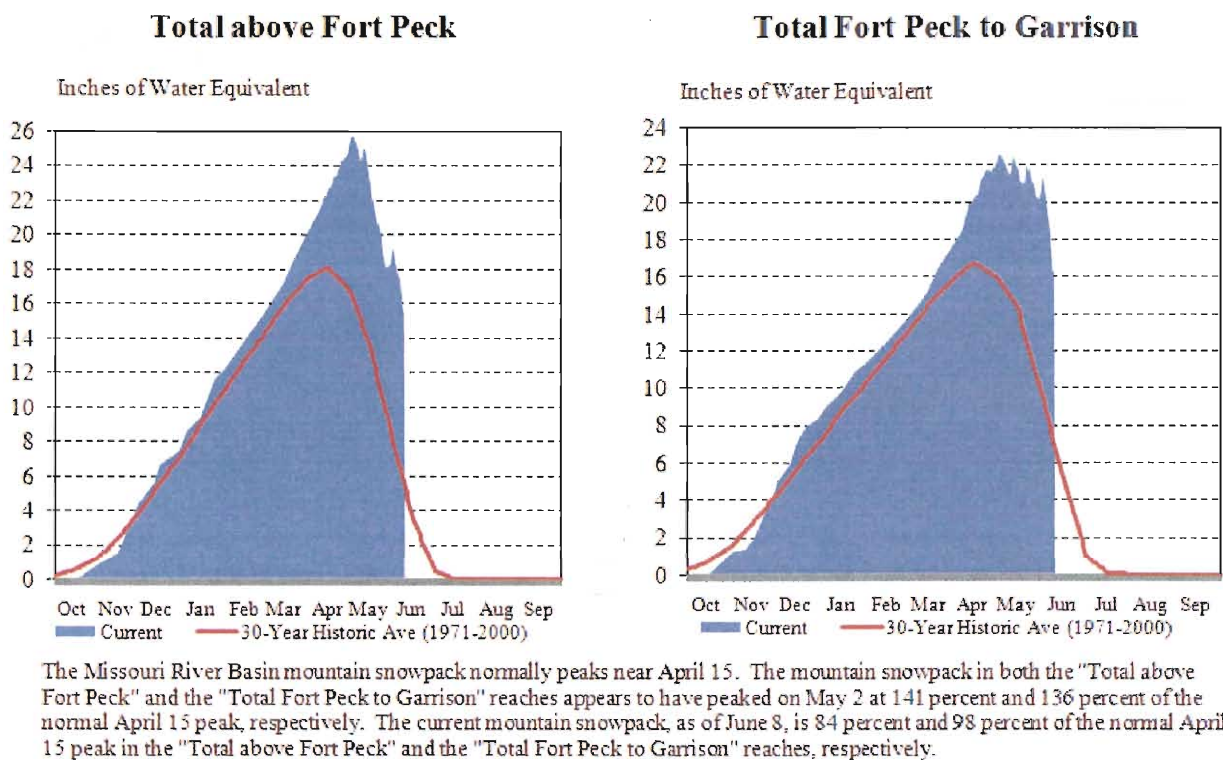 Total above Fort Peck
Inches of Water Equivalent
26
24
22
20
18
16
14
12
10
8
6
4
2
0
Oct Nov Dec Jan Feb Mar Apr May Jun Jul Aug Sep
Current 30-Year Historic Ave (1971-2000)
Total Fort Peck to Garrison
Inches of Water Equivalent
24
22
20
18
16
14
12
10
8
6
4
2
0
Oct Nov Dec Jan Feb Mar Apr May Jun Jul Aug Sep
Current 30-Year Historic Ave (1971-2000)
The Missouri River Basin mountain snowpack normally peaks near April 15. The mountain snowpack in both the "Total above
Fort Peck" and the "Total Fort Peck to Garrison" reaches appears to have peaked on May 2 at 141 percent and 136 percent of the
normal April 15 peak, respectively. The current mountain snowpack, as of June 8, is 84 percent and 98 percent of the normal April
15 peak in the "Total above Fort Peck" and the "Total Fort Peck to Garrison" reaches, respectively.